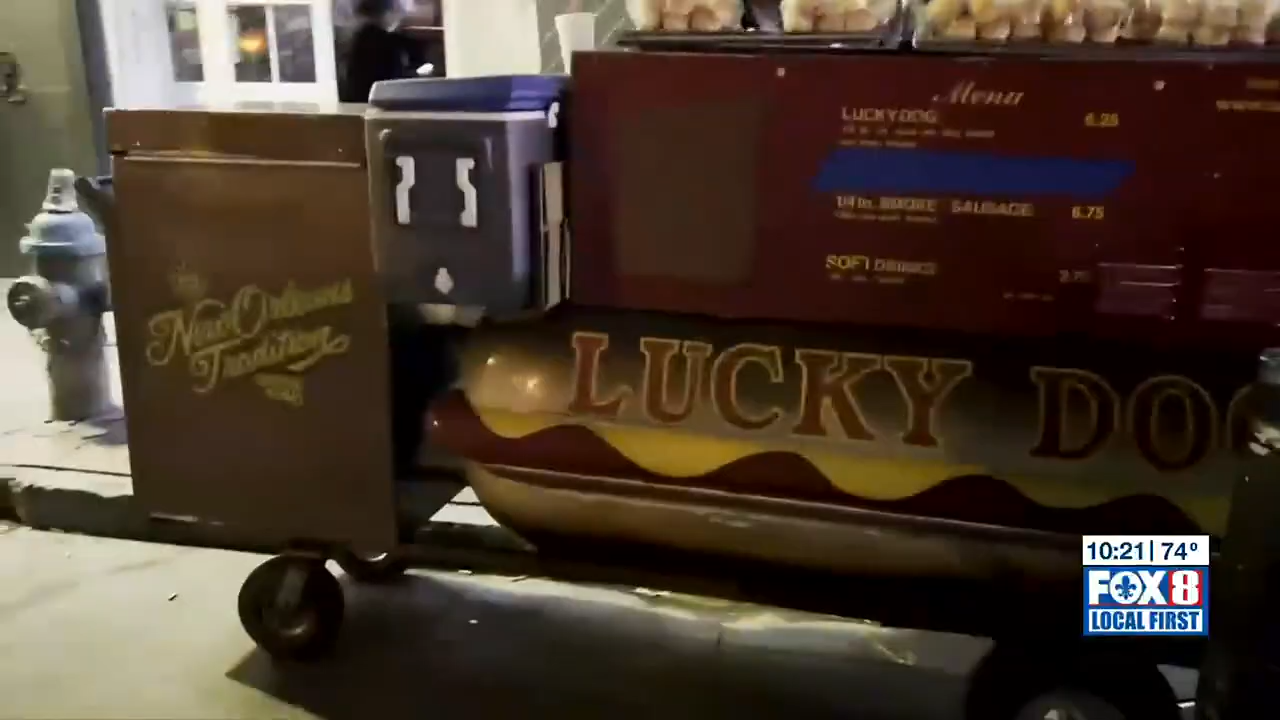 Menu
LUCKY DOG 6.25
1/4 lb. SMOKE SAUSAGE 6.75
SOFT DRINKS
New Orleans
Tradition
LUCKY DO
10:21 | 74°
FOX 8
LOCAL FIRST